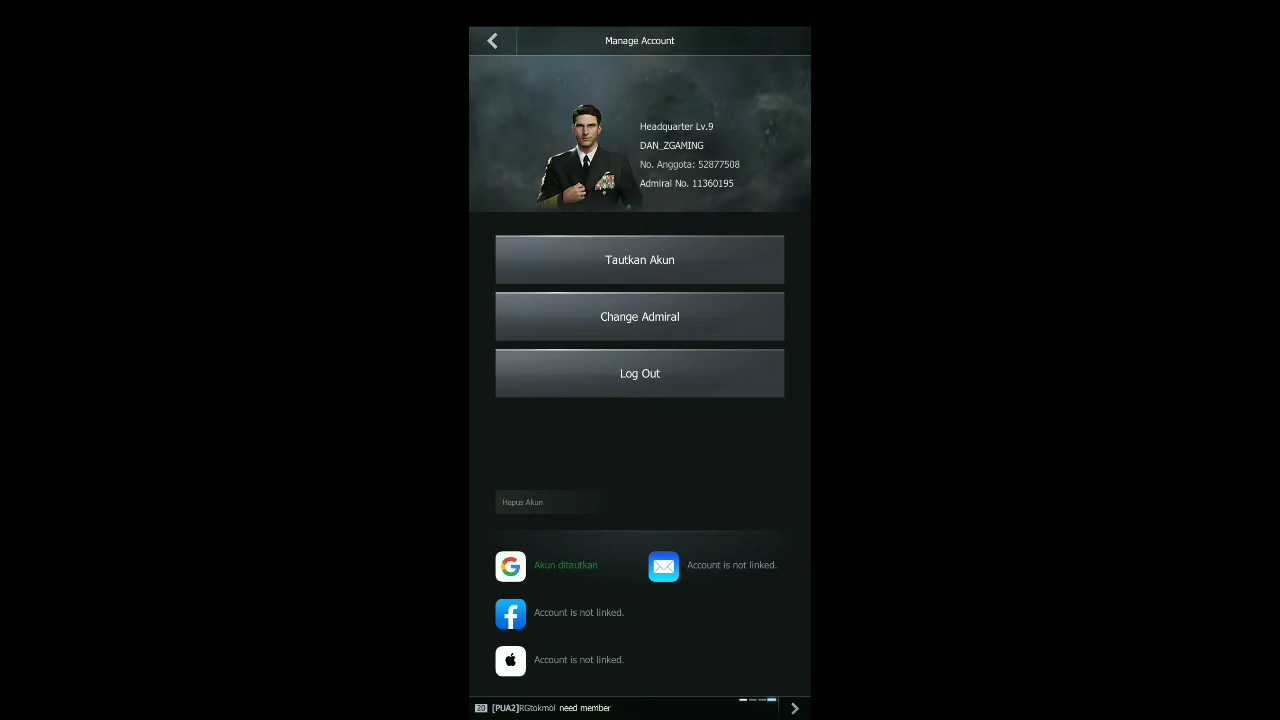 Manage Account
Headquarter Lv.9
DAN_ZGAMING
No. Anggota: 52877508
Admiral No. 11360195
Tautkan Akun
Change Admiral
Log Out
Hapus Akun
Akun ditautkan
Account is not linked.
Account is not linked.
Account is not linked.
20 [PUA2]RGtokmol need member